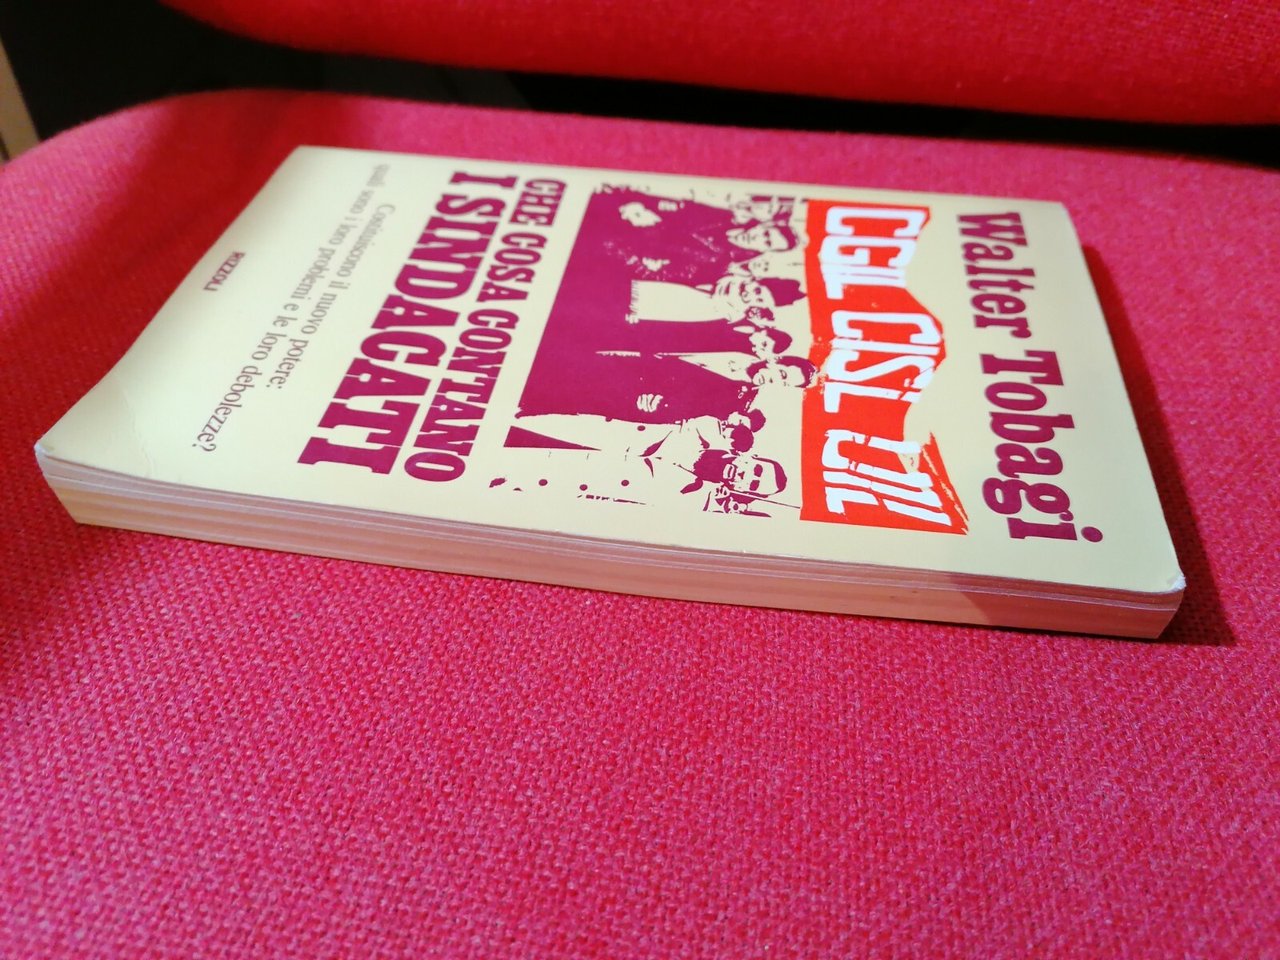 Walter Tobagi
CGIL CISL UIL
CHE COSA CONTANO
I SINDACATI
Costituiscono il nuovo potere:
quali sono i loro problemi e le loro debolezze?
RIZZOLI